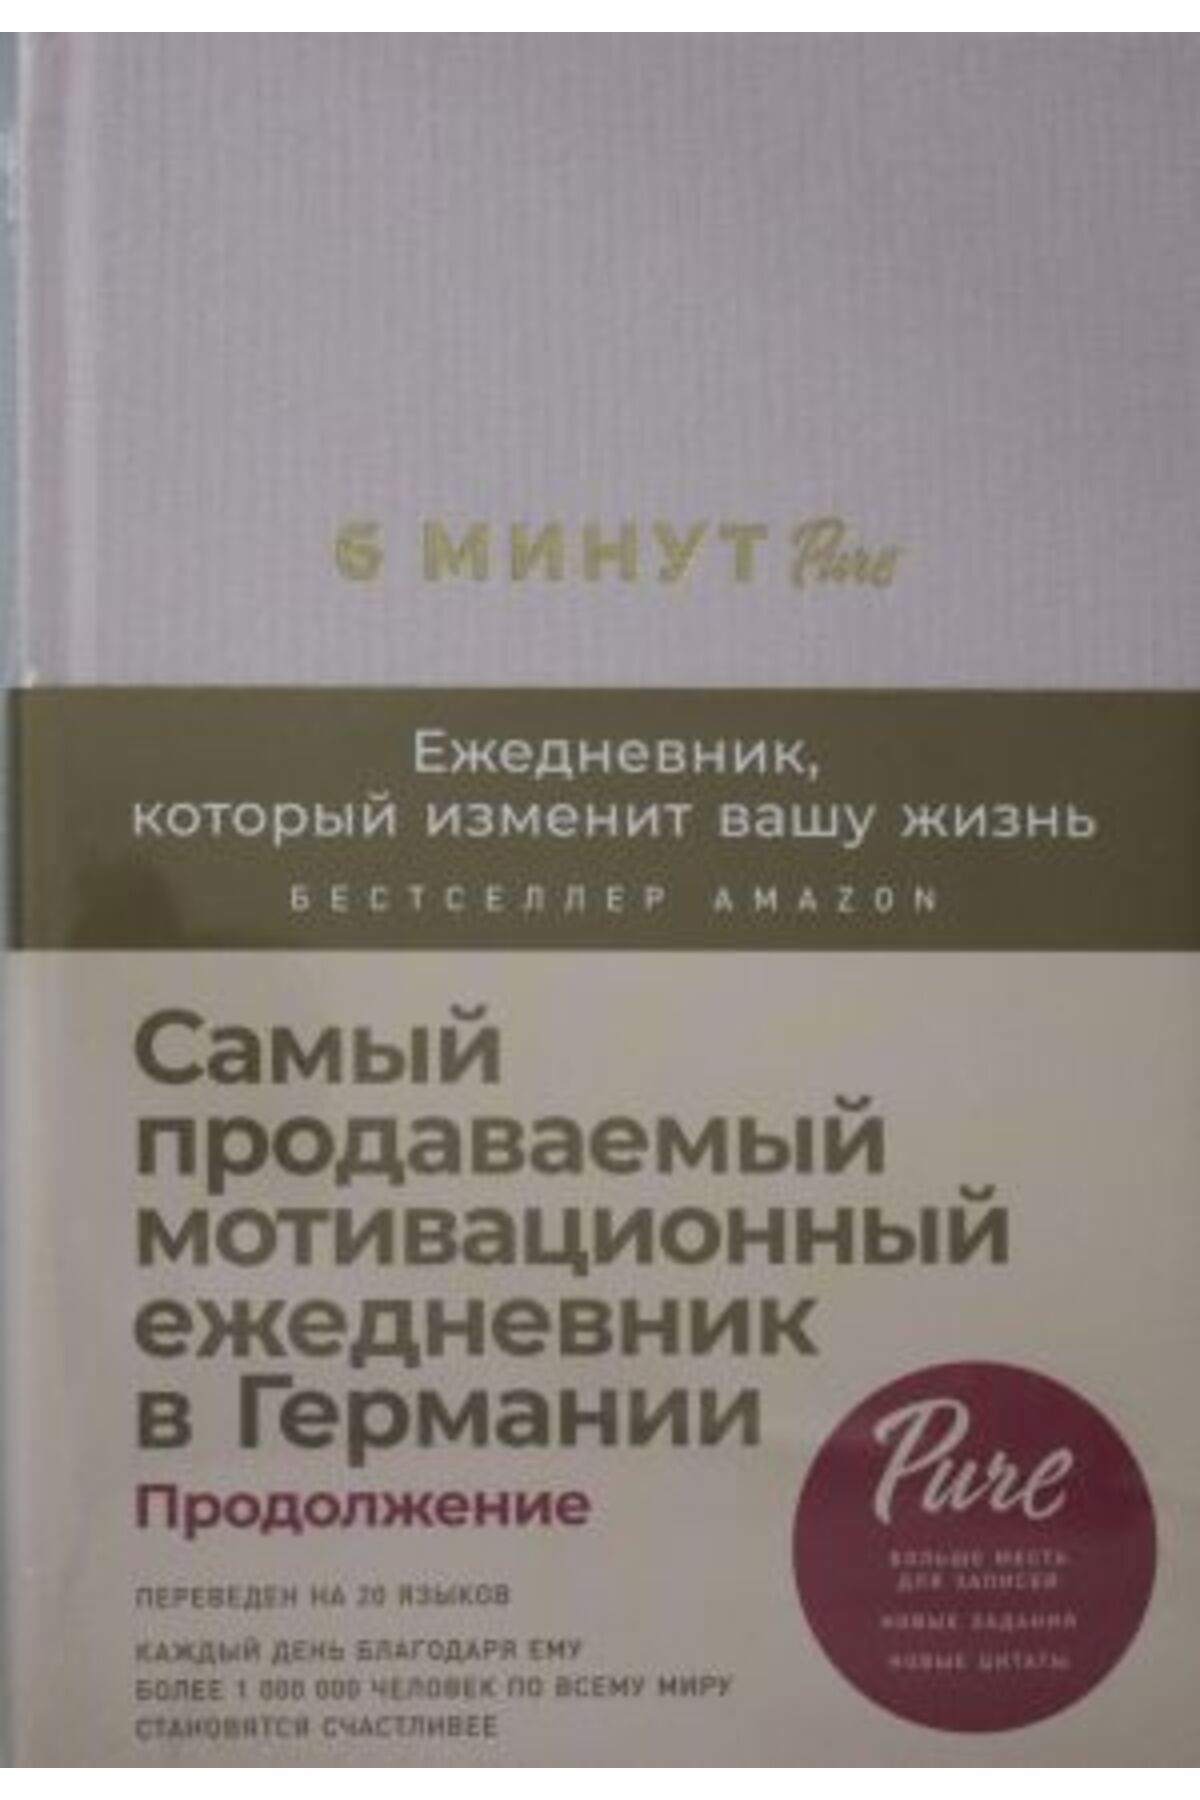 6 МИНУТ Pure
Ежедневник,
который изменит вашу жизнь
БЕСТСЕЛЛЕР AMAZON
Самый
продаваемый
мотивационный
ежедневник
в Германии
Продолжение
ПЕРЕВЕДЕН НА 20 ЯЗЫКОВ
КАЖДЫЙ ДЕНЬ БЛАГОДАРЯ ЕМУ
БОЛЕЕ 1 000 000 ЧЕЛОВЕК ПО ВСЕМУ МИРУ
СТАНОВЯТСЯ СЧАСТЛИВЕЕ
Pure
БОЛЬШЕ МЕСТА
ДЛЯ ЗАПИСЕЙ
НОВЫЕ ЗАДАНИЯ
НОВЫЕ ЦИТАТЫ